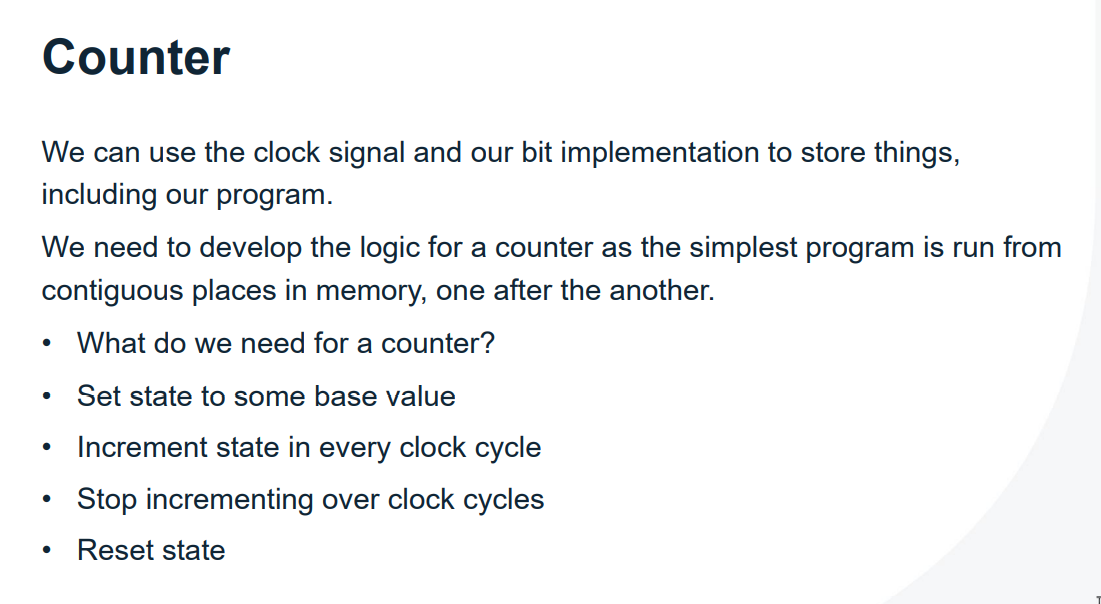 Counter
We can use the clock signal and our bit implementation to store things,
including our program.
We need to develop the logic for a counter as the simplest program is run from
contiguous places in memory, one after the another.
• What do we need for a counter?
• Set state to some base value
• Increment state in every clock cycle
• Stop incrementing over clock cycles
• Reset state